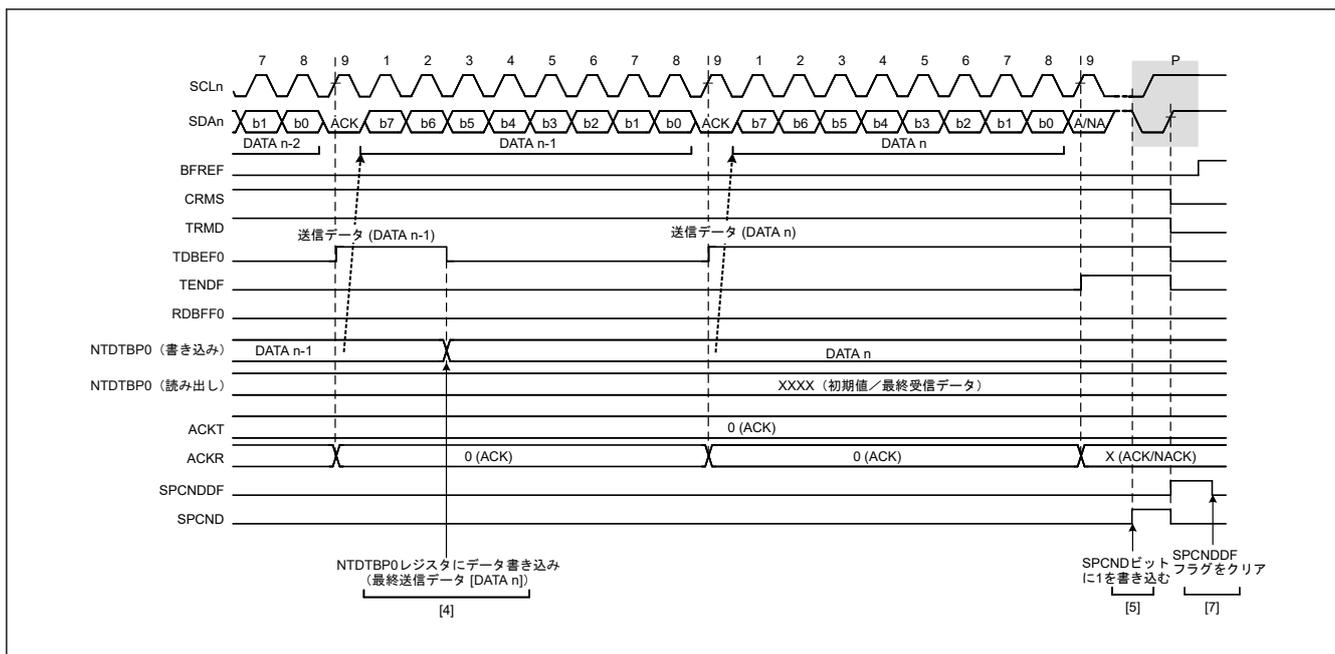 7 8 9 1 2 3 4 5 6 7 8 9 1 2 3 4 5 6 7 8 9 P
SCLn
SDAn b1 b0 ACK b7 b6 b5 b4 b3 b2 b1 b0 ACK b7 b6 b5 b4 b3 b2 b1 b0 A/NA
DATA n-2 DATA n-1 DATA n
BFREF
CRMS
TRMD
送信データ (DATA n-1) 送信データ (DATA n)
TDBEF0
TENDF
RDBFF0
NTDTBP0（書き込み） DATA n-1 DATA n
NTDTBP0（読み出し） XXXX（初期値／最終受信データ）
ACKT 0 (ACK)
ACKR 0 (ACK) 0 (ACK) X (ACK/NACK)
SPCNDDF
SPCND
NTDTBP0レジスタにデータ書き込み
（最終送信データ [DATA n]）
[4]
SPCNDビット
に1を書き込む
[5]
SPCNDDF
フラグをクリア
[7]